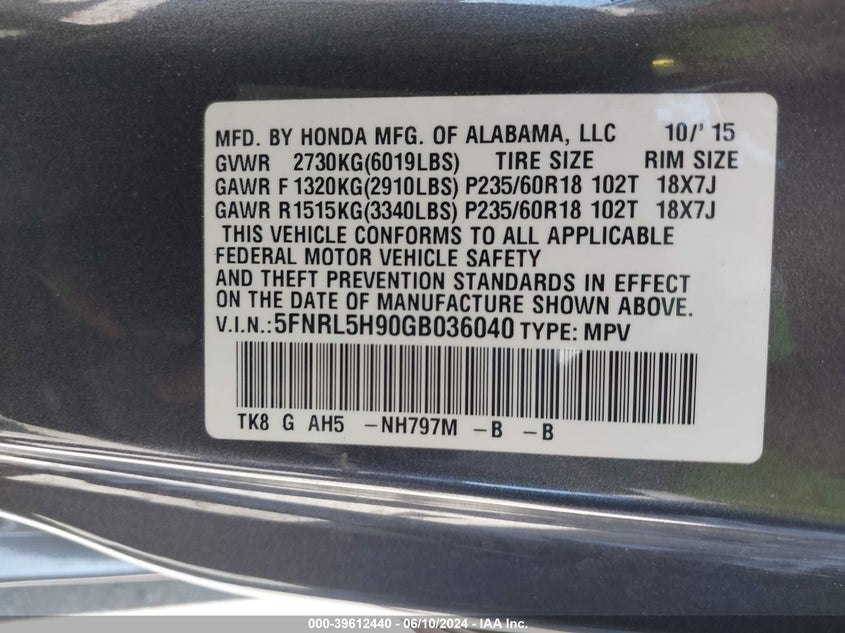 MFD. BY HONDA MFG. OF ALABAMA, LLC 10/' 15
GVWR 2730KG(6019LBS) TIRE SIZE RIM SIZE
GAWR F 1320KG(2910LBS) P235/60R18 102T 18X7J
GAWR R1515KG(3340LBS) P235/60R18 102T 18X7J
THIS VEHICLE CONFORMS TO ALL APPLICABLE
FEDERAL MOTOR VEHICLE SAFETY
AND THEFT PREVENTION STANDARDS IN EFFECT
ON THE DATE OF MANUFACTURE SHOWN ABOVE.
V.I.N.:5FNRL5H90GB036040 TYPE: MPV
TK8 G AH5 -NH797M -B -B
000-39612440 - 06/10/2024 - IAA Inc.